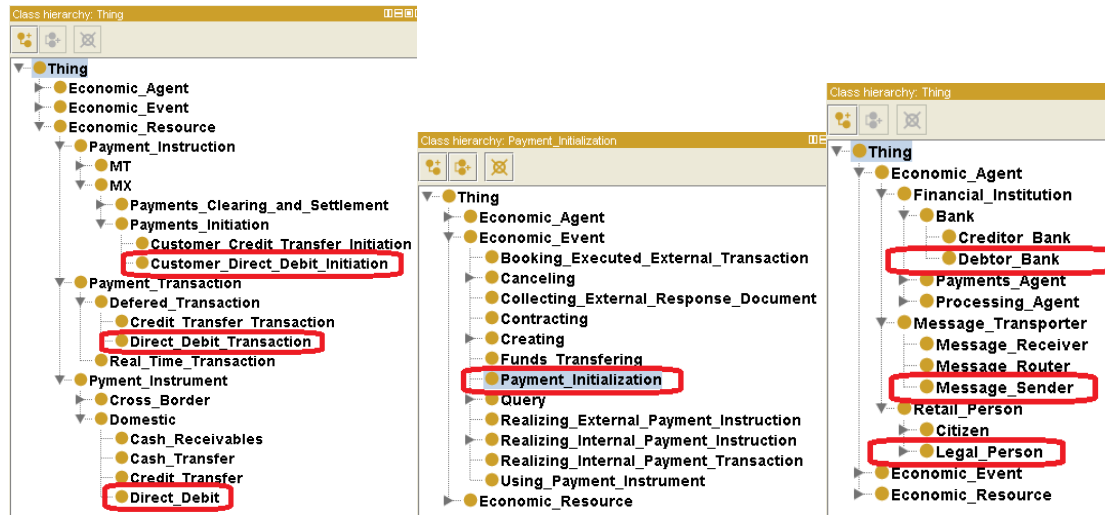 Class hierarchy: Thing
Thing
Economic_Agent
Economic_Event
Economic_Resource
Payment_Instruction
MT
MX
Payments_Clearing_and_Settlement
Payments_Initiation
Customer_Credit_Transfer_Initiation
Customer_Direct_Debit_Initiation
Payment_Transaction
Defered_Transaction
Credit_Transfer_Transaction
Direct_Debit_Transaction
Real_Time_Transaction
Pyment_Instrument
Cross_Border
Domestic
Cash_Receivables
Cash_Transfer
Credit_Transfer
Direct_Debit
Class hierarchy: Payment_Initialization
Thing
Economic_Agent
Economic_Event
Booking_Executed_External_Transaction
Canceling
Collecting_External_Response_Document
Contracting
Creating
Funds_Transfering
Payment_Initialization
Query
Realizing_External_Payment_Instruction
Realizing_Internal_Payment_Instruction
Realizing_Internal_Payment_Transaction
Using_Payment_Instrument
Economic_Resource
Class hierarchy: Thing
Thing
Economic_Agent
Financial_Institution
Bank
Creditor_Bank
Debtor_Bank
Payments_Agent
Processing_Agent
Message_Transporter
Message_Receiver
Message_Router
Message_Sender
Retail_Person
Citizen
Legal_Person
Economic_Event
Economic_Resource